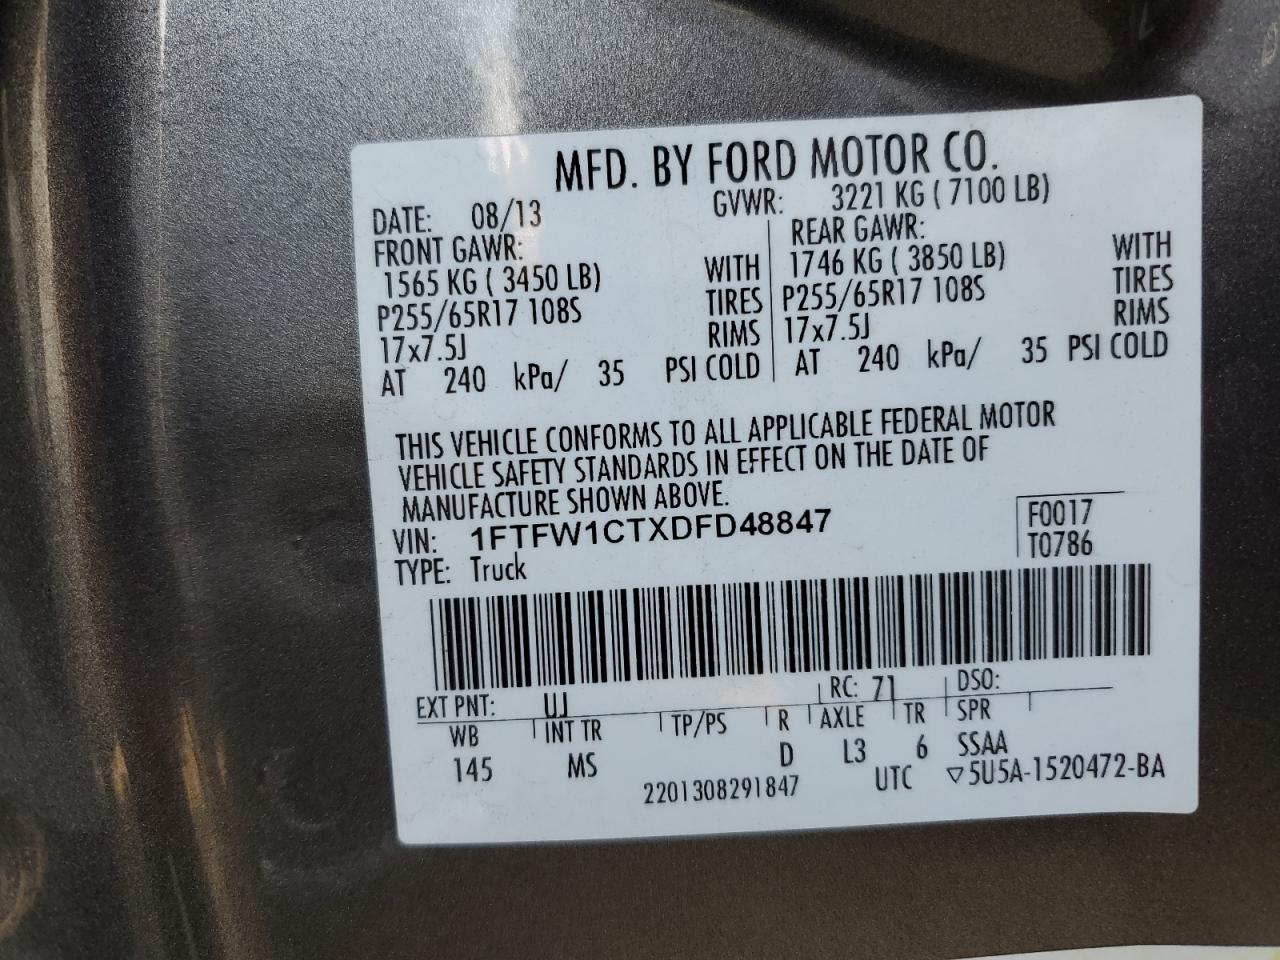 MFD. BY FORD MOTOR CO.
DATE: 08/13 GVWR: 3221 KG ( 7100 LB)
FRONT GAWR: REAR GAWR:
1565 KG ( 3450 LB) WITH 1746 KG ( 3850 LB) WITH
P255/65R17 108S TIRES P255/65R17 108S TIRES
17x7.5J RIMS 17x7.5J RIMS
AT 240 kPa/ 35 PSI COLD AT 240 kPa/ 35 PSI COLD
THIS VEHICLE CONFORMS TO ALL APPLICABLE FEDERAL MOTOR
VEHICLE SAFETY STANDARDS IN EFFECT ON THE DATE OF
MANUFACTURE SHOWN ABOVE.
VIN: 1FTFW1CTXDFD48847 F0017
TYPE: Truck T0786
EXT PNT: UJ RC: 71 DSO:
WB INT TR TP/PS R AXLE TR SPR
145 MS D L3 6 SSAA
2201308291847 UTC ▽5U5A-1520472-BA